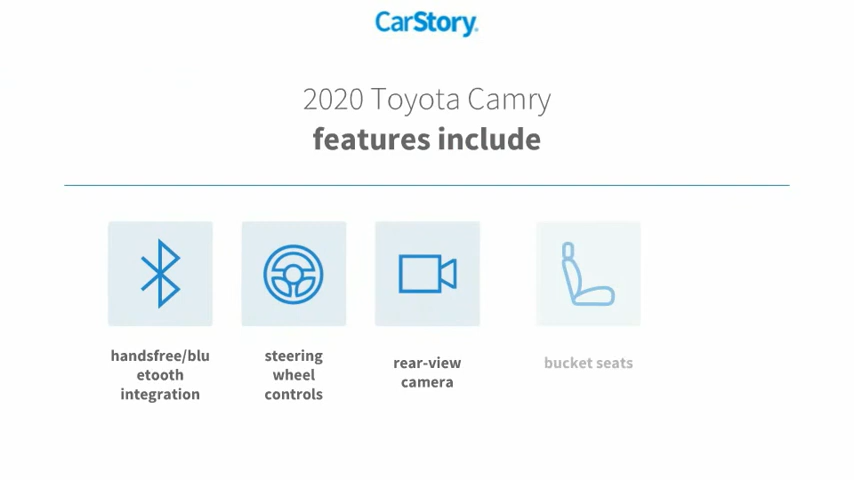 CarStory
2020 Toyota Camry
features include
handsfree/blu
etooth
integration
steering
wheel
controls
rear-view
camera
bucket seats